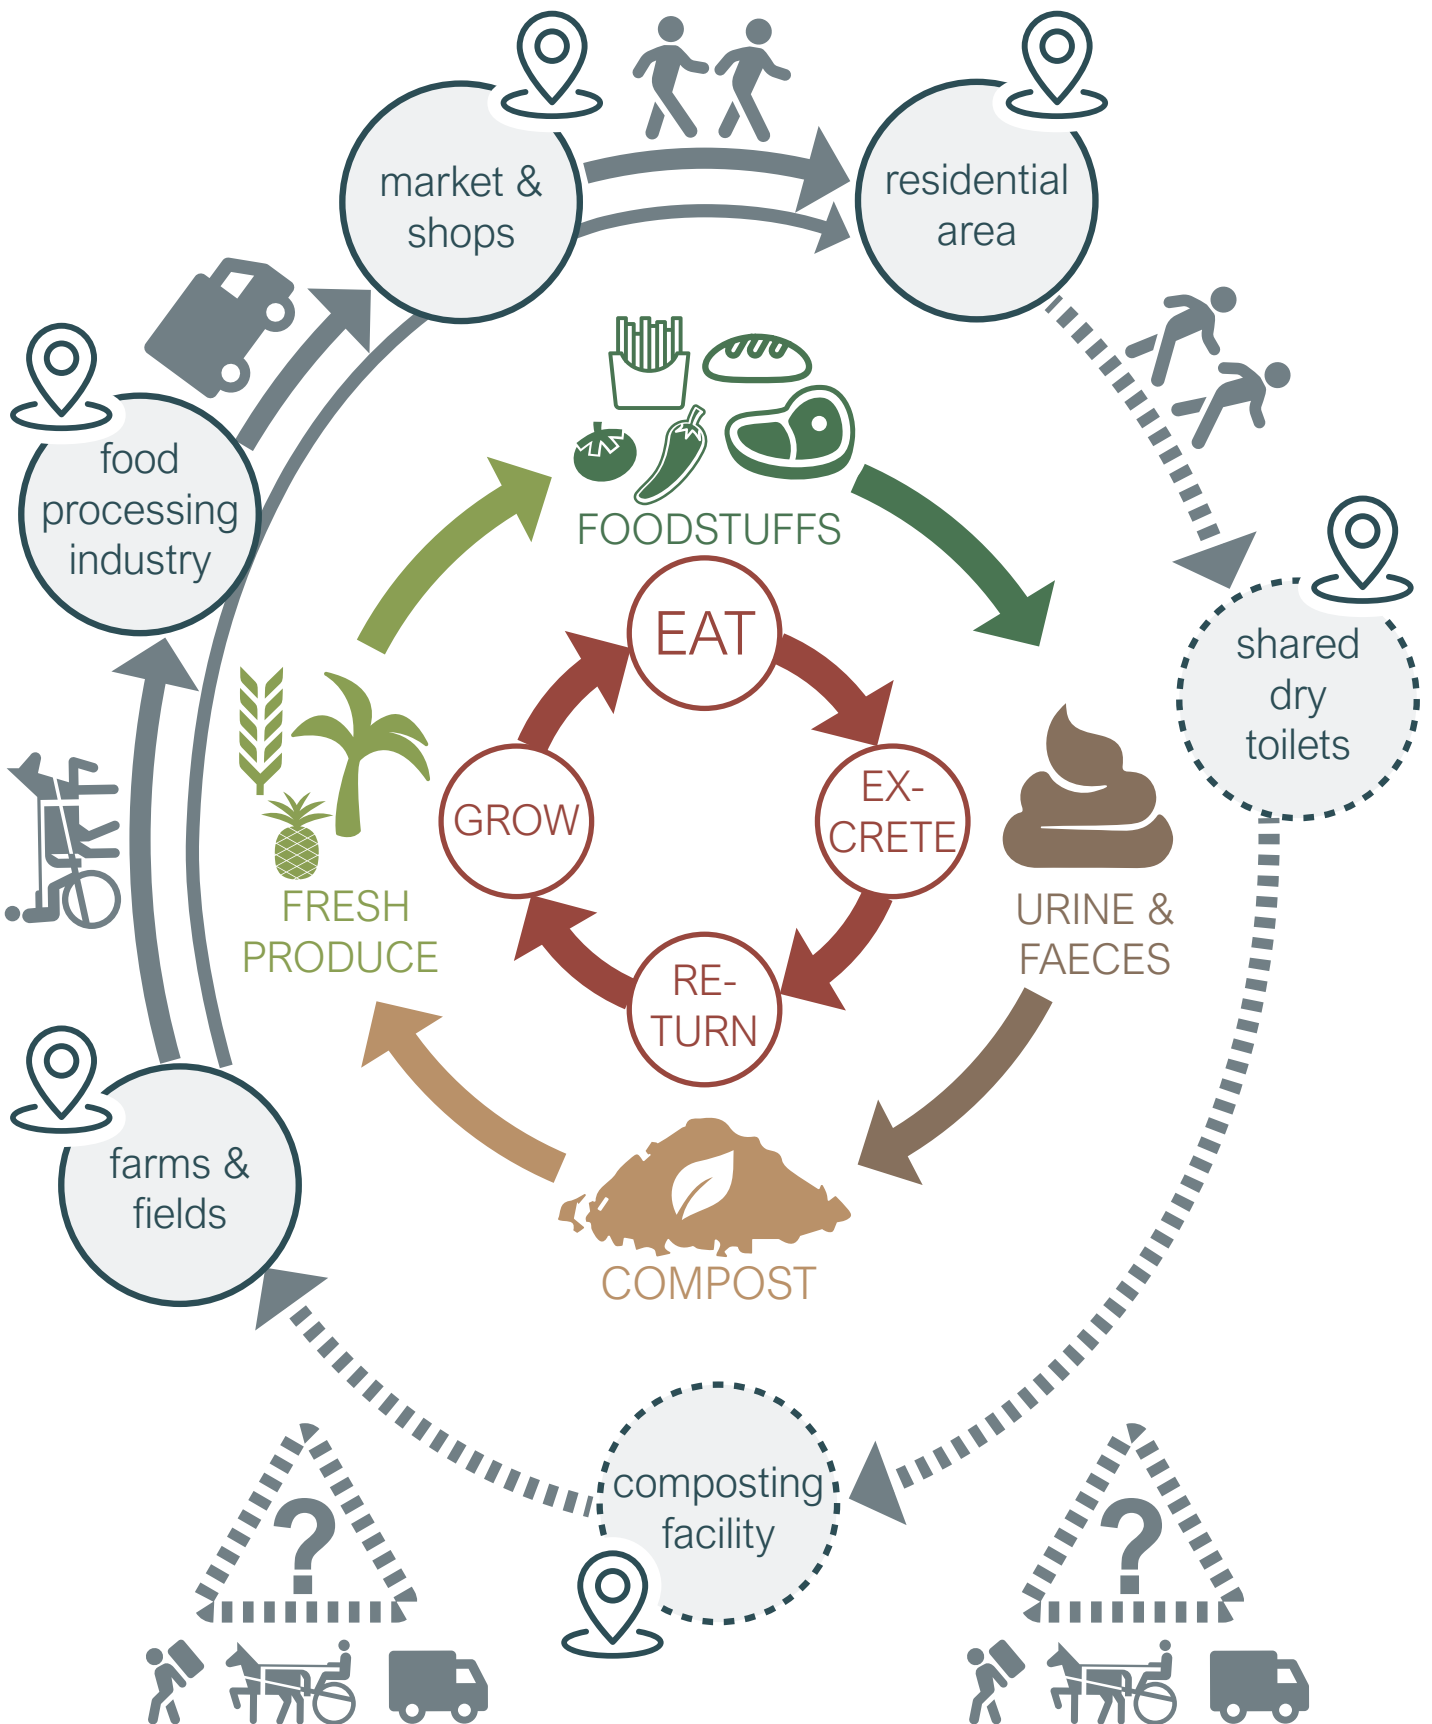 market &
shops
residential
area
food
processing
industry
FOODSTUFFS
EAT
shared
dry
toilets
GROW
EX-
CRETE
FRESH
PRODUCE
URINE &
FAECES
RE-
TURN
farms &
fields
COMPOST
composting
facility
?
?